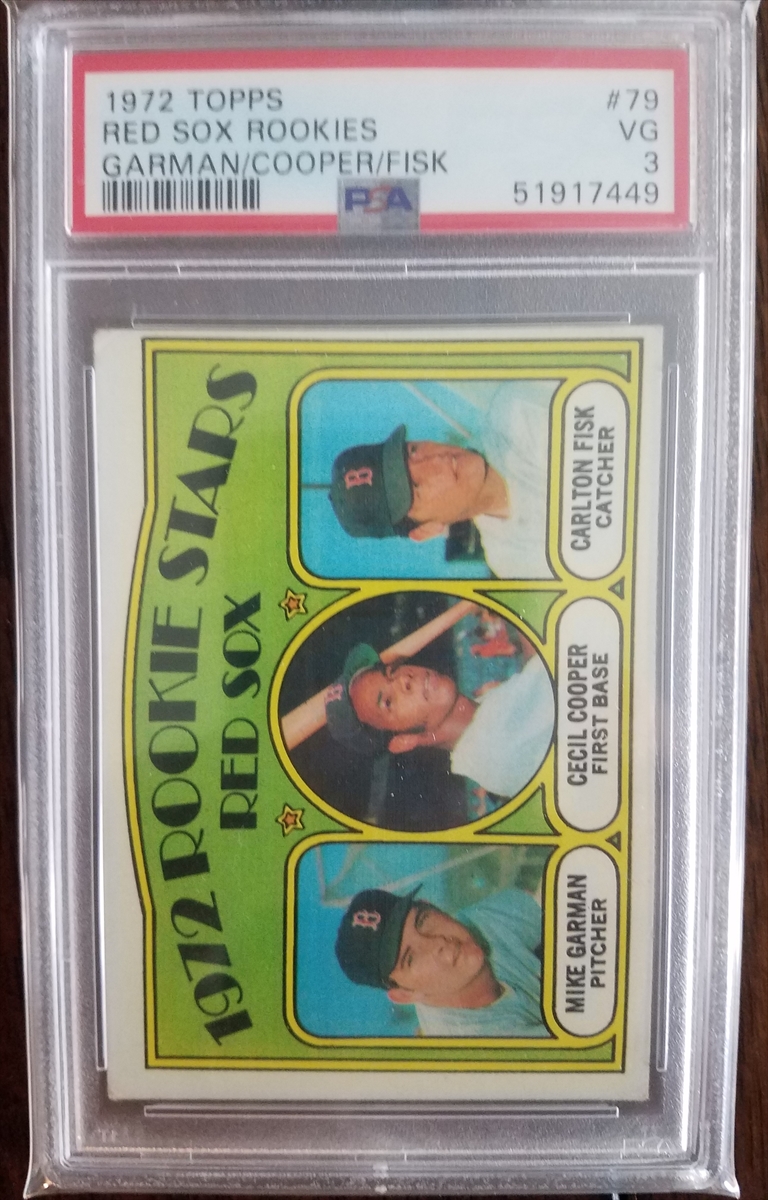 1972 TOPPS #79
RED SOX ROOKIES VG
GARMAN/COOPER/FISK 3
PSA 51917449
1972 ROOKIE STARS
RED SOX
B
B
B
MIKE GARMAN
PITCHER
CECIL COOPER
FIRST BASE
CARLTON FISK
CATCHER